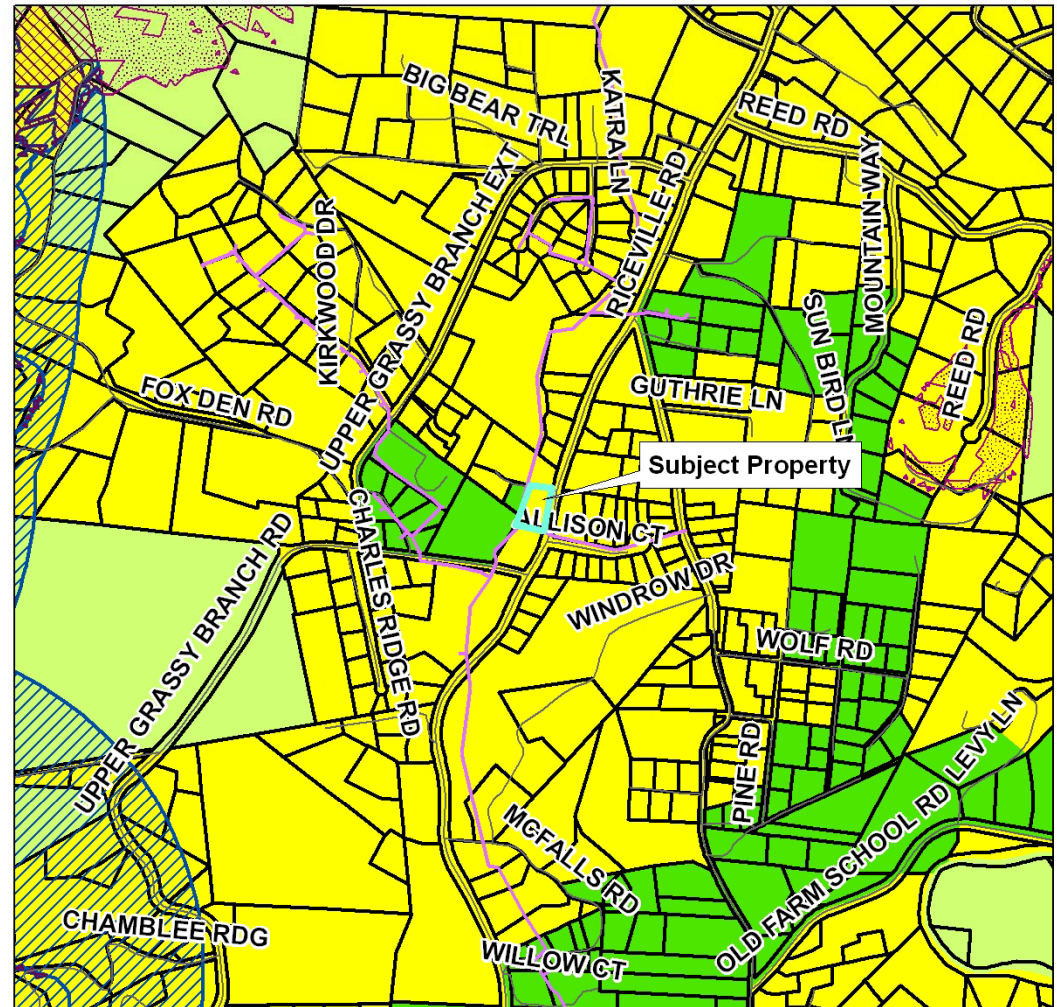 BIG BEAR TRL
KATRA LN
REED RD
RICEVILLE RD
MOUNTAIN WAY
KIRKWOOD DR
UPPER GRASSY BRANCH EXT
SUN BIRD LN
REED RD
FOX DEN RD
GUTHRIE LN
Subject Property
ALLISON CT
CHARLES RIDGE RD
UPPER GRASSY BRANCH RD
WINDROW DR
WOLF RD
PINE RD
LEVY LN
OLD FARM SCHOOL RD
MCFALLS RD
CHAMBLEE RDG
WILLOW CT